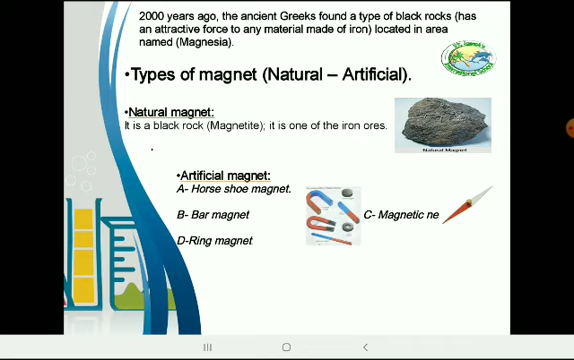 2000 years ago, the ancient Greeks found a type of black rocks (has
an attractive force to any material made of iron) located in area
named (Magnesia).
•Types of magnet (Natural – Artificial).
•Natural magnet:
It is a black rock (Magnetite); it is one of the iron ores.
Natural Magnet
•Artificial magnet:
A- Horse shoe magnet.
B- Bar magnet
C- Magnetic ne
D-Ring magnet